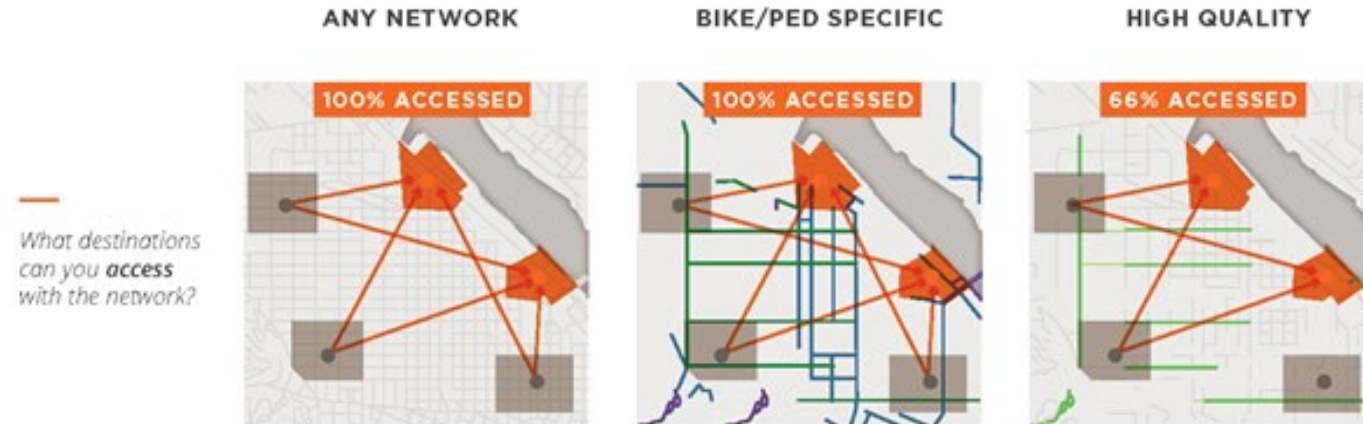 ANY NETWORK
BIKE/PED SPECIFIC
HIGH QUALITY
100% ACCESSED
100% ACCESSED
66% ACCESSED
What destinations
can you access
with the network?